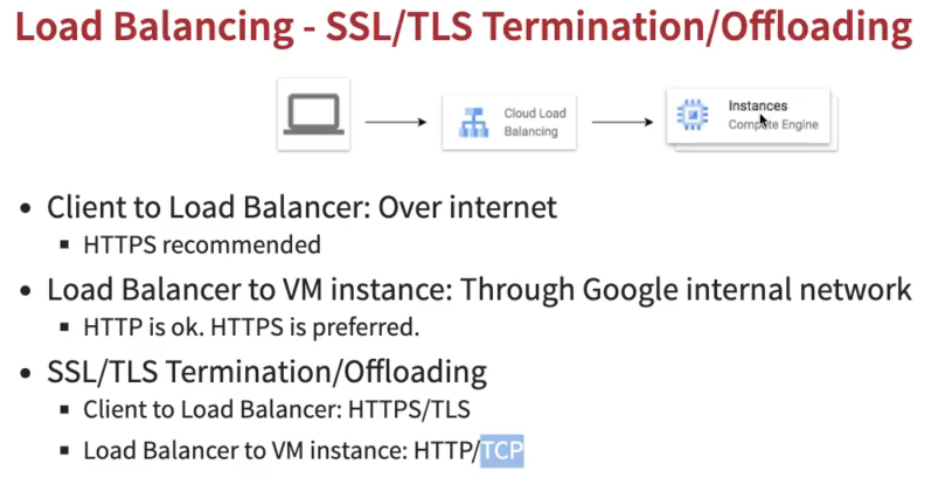 Load Balancing - SSL/TLS Termination/Offloading
Cloud Load
Balancing
Instances
Compute Engine
• Client to Load Balancer: Over internet
▪ HTTPS recommended
• Load Balancer to VM instance: Through Google internal network
▪ HTTP is ok. HTTPS is preferred.
• SSL/TLS Termination/Offloading
▪ Client to Load Balancer: HTTPS/TLS
▪ Load Balancer to VM instance: HTTP/TCP